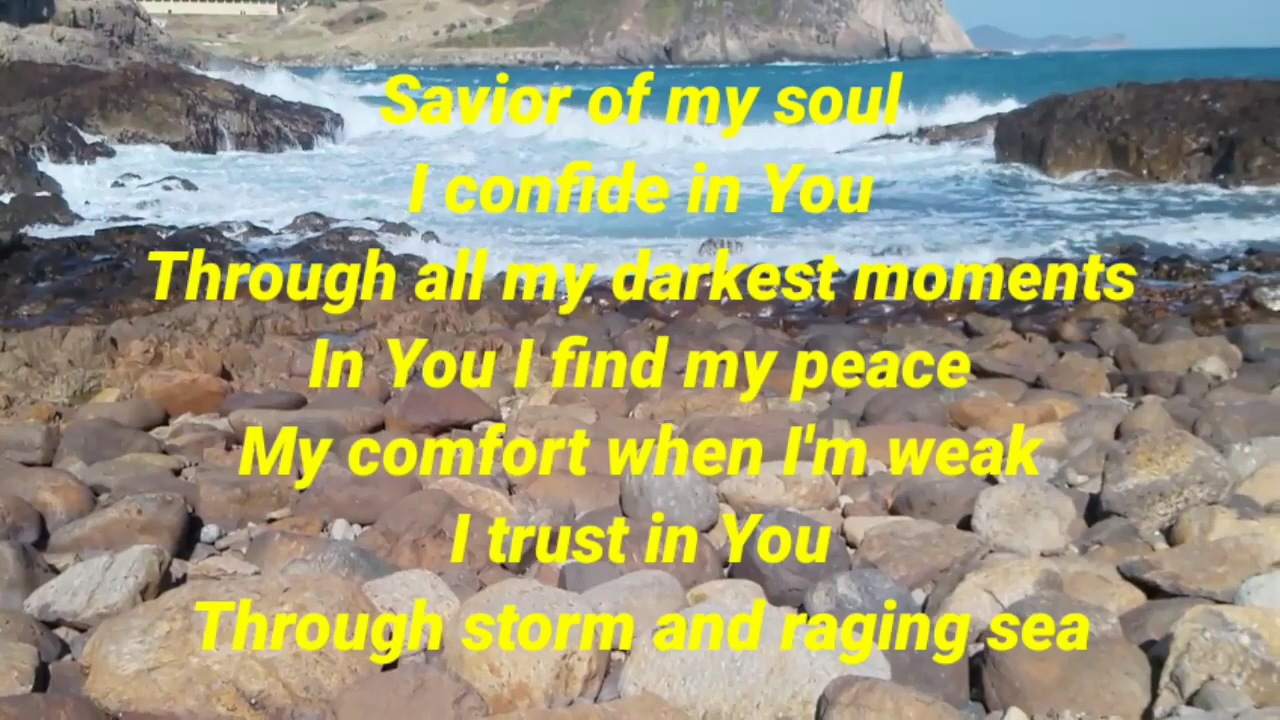 Savior of my soul
I confide in You
Through all my darkest moments
In You I find my peace
My comfort when I'm weak
I trust in You
Through storm and raging sea